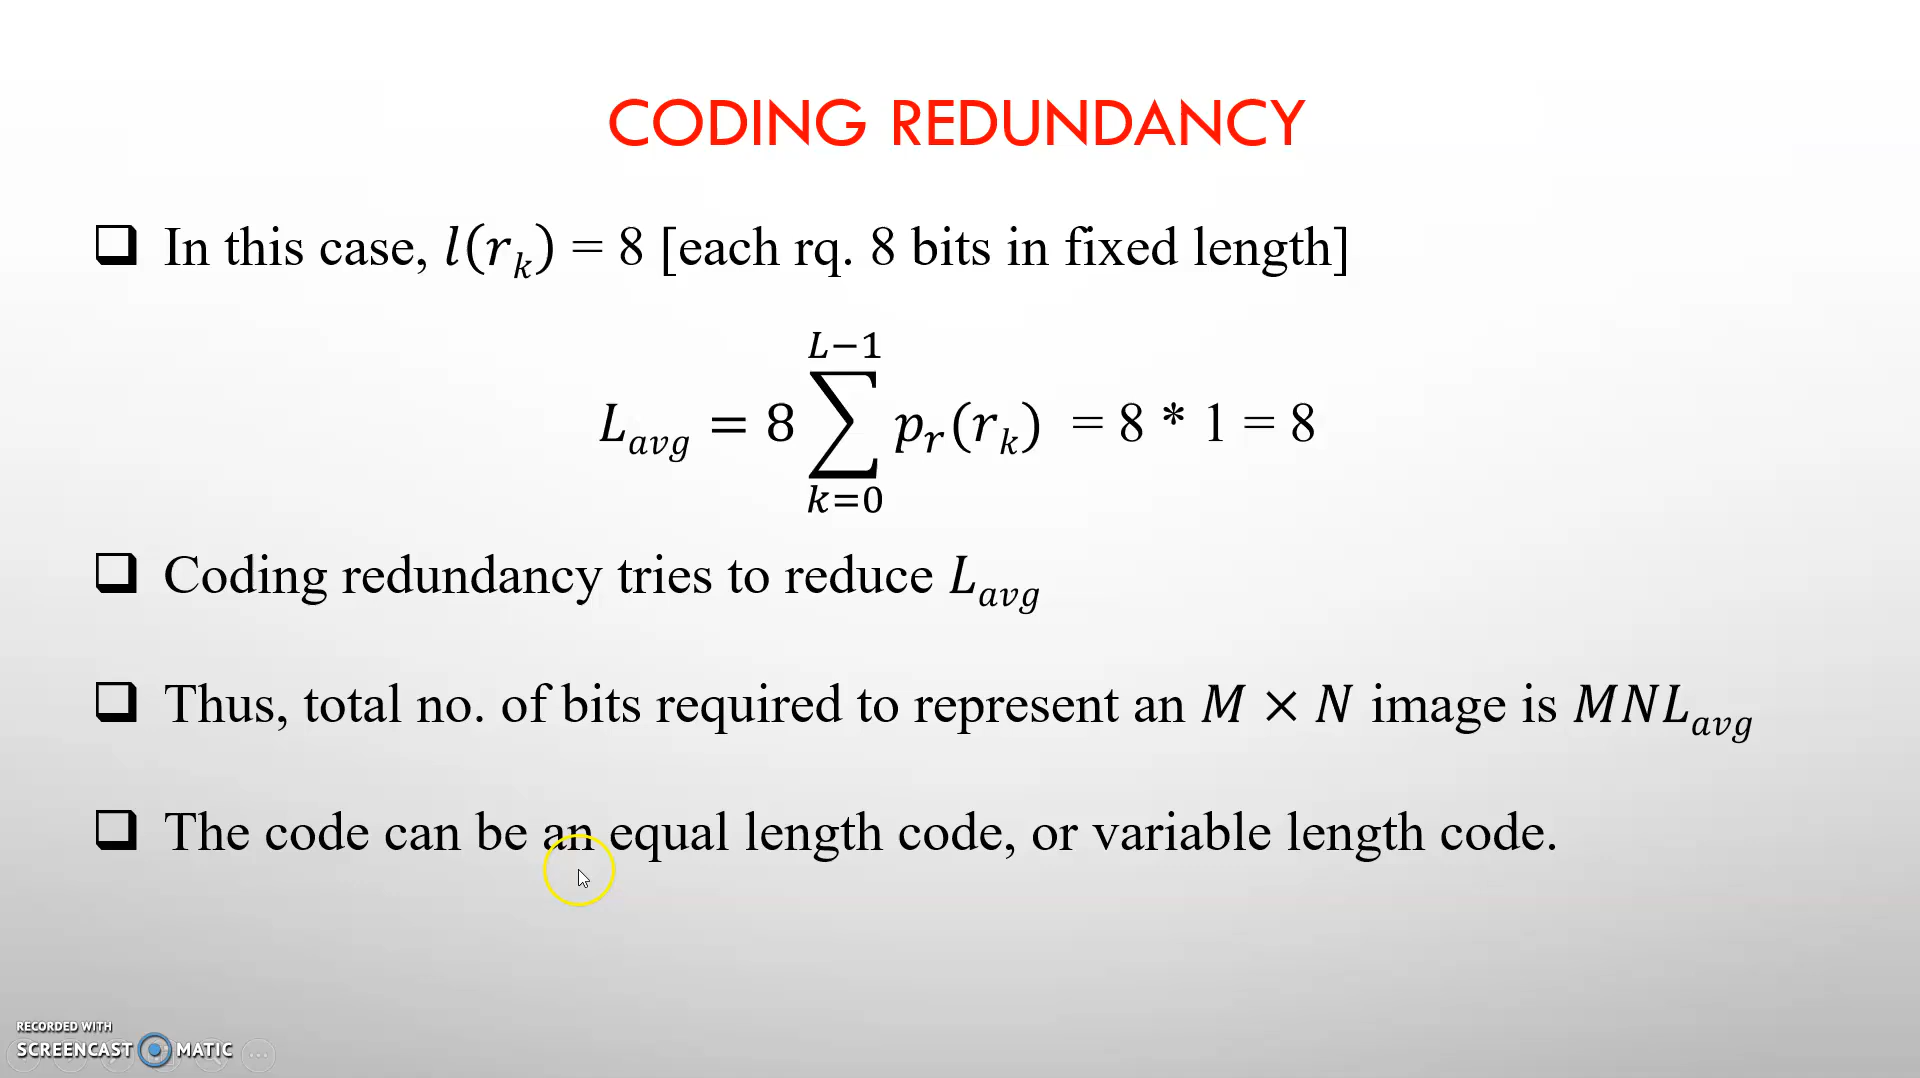 CODING REDUNDANCY
❑ In this case, l(r_k) = 8 [each rq. 8 bits in fixed length]
L_avg = 8 ∑_{k=0}^{L−1} p_r(r_k) = 8 * 1 = 8
❑ Coding redundancy tries to reduce L_avg
❑ Thus, total no. of bits required to represent an M × N image is MNL_avg
❑ The code can be an equal length code, or variable length code.
RECORDED WITH
SCREENCAST MATIC